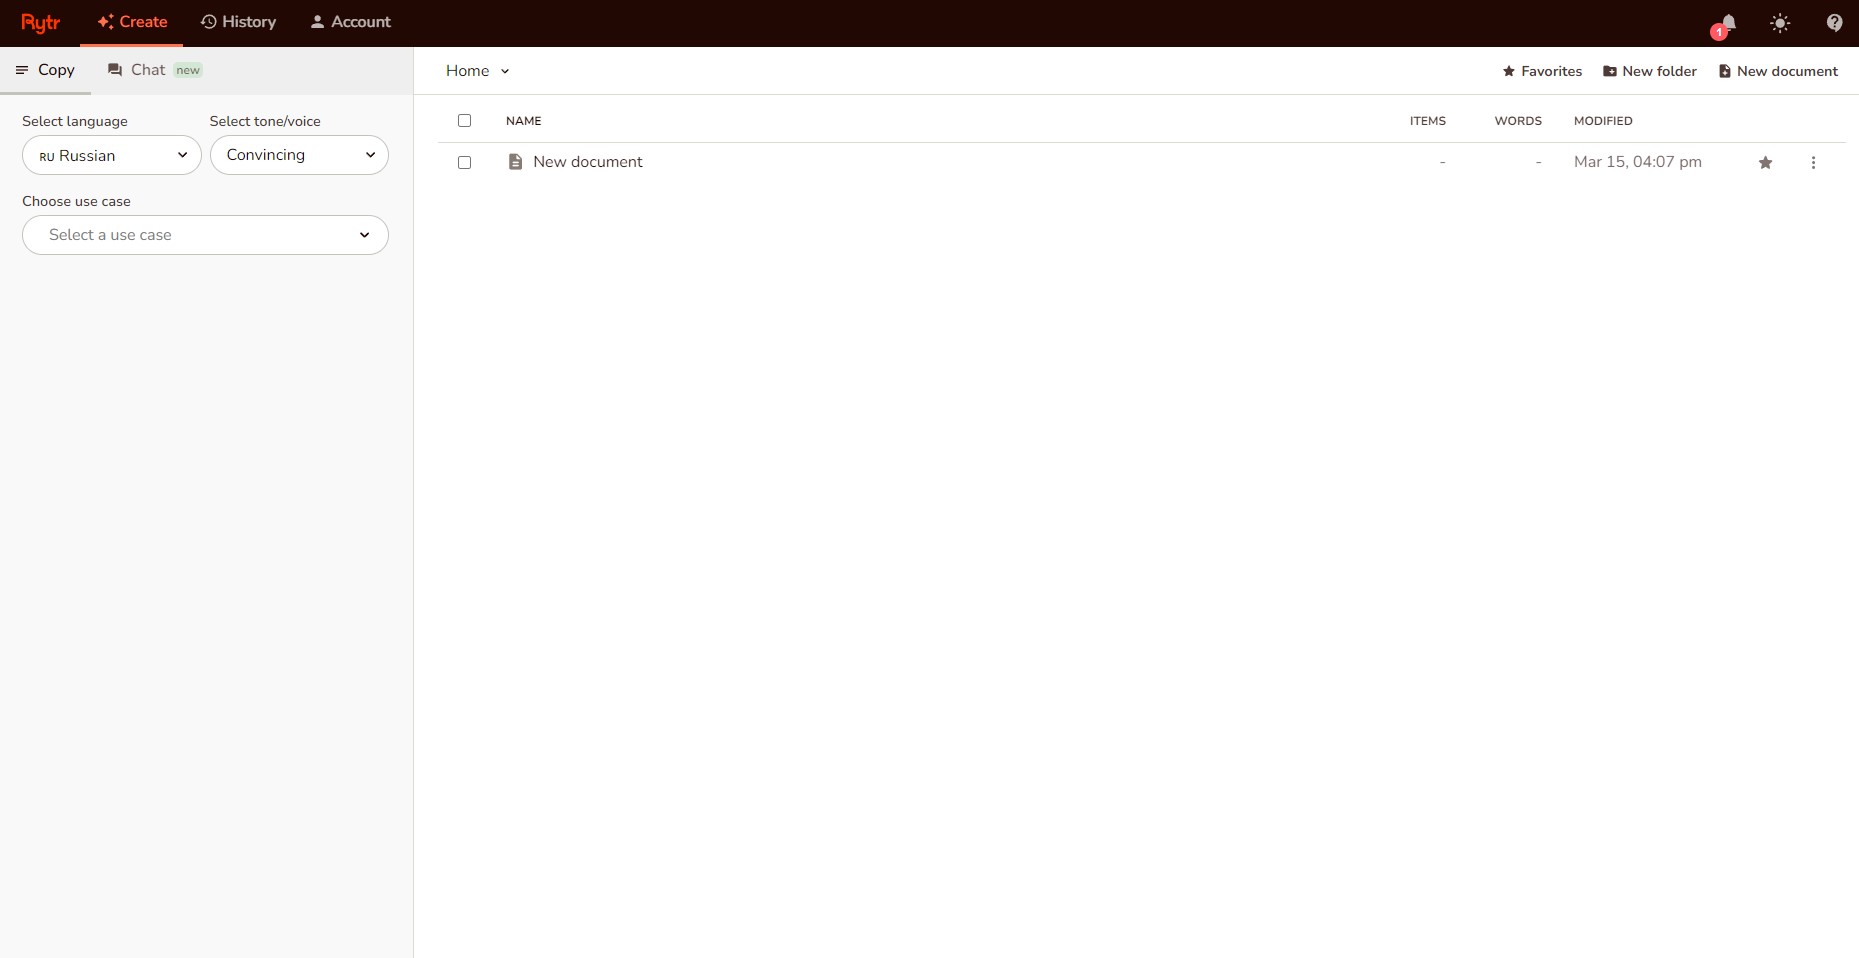 Rytr Create History Account 1
Copy Chat new
Home Favorites New folder New document
Select language Select tone/voice
RU Russian Convincing
Choose use case
Select a use case
NAME ITEMS WORDS MODIFIED
New document - - Mar 15, 04:07 pm